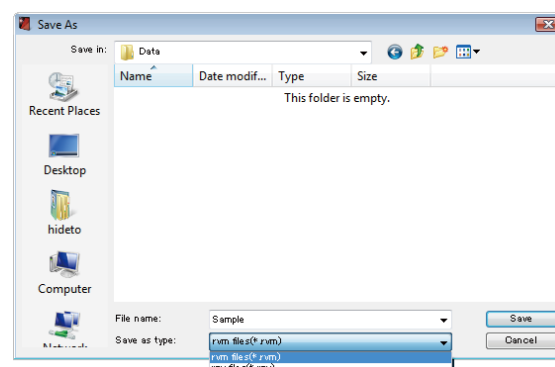 Save As
Save in:
Data
Name Date modif... Type Size
This folder is empty.
Recent Places
Desktop
hideto
Computer
File name: Sample Save
Save as type: rvm files(*.rvm) Cancel
rvm files(*.rvm)